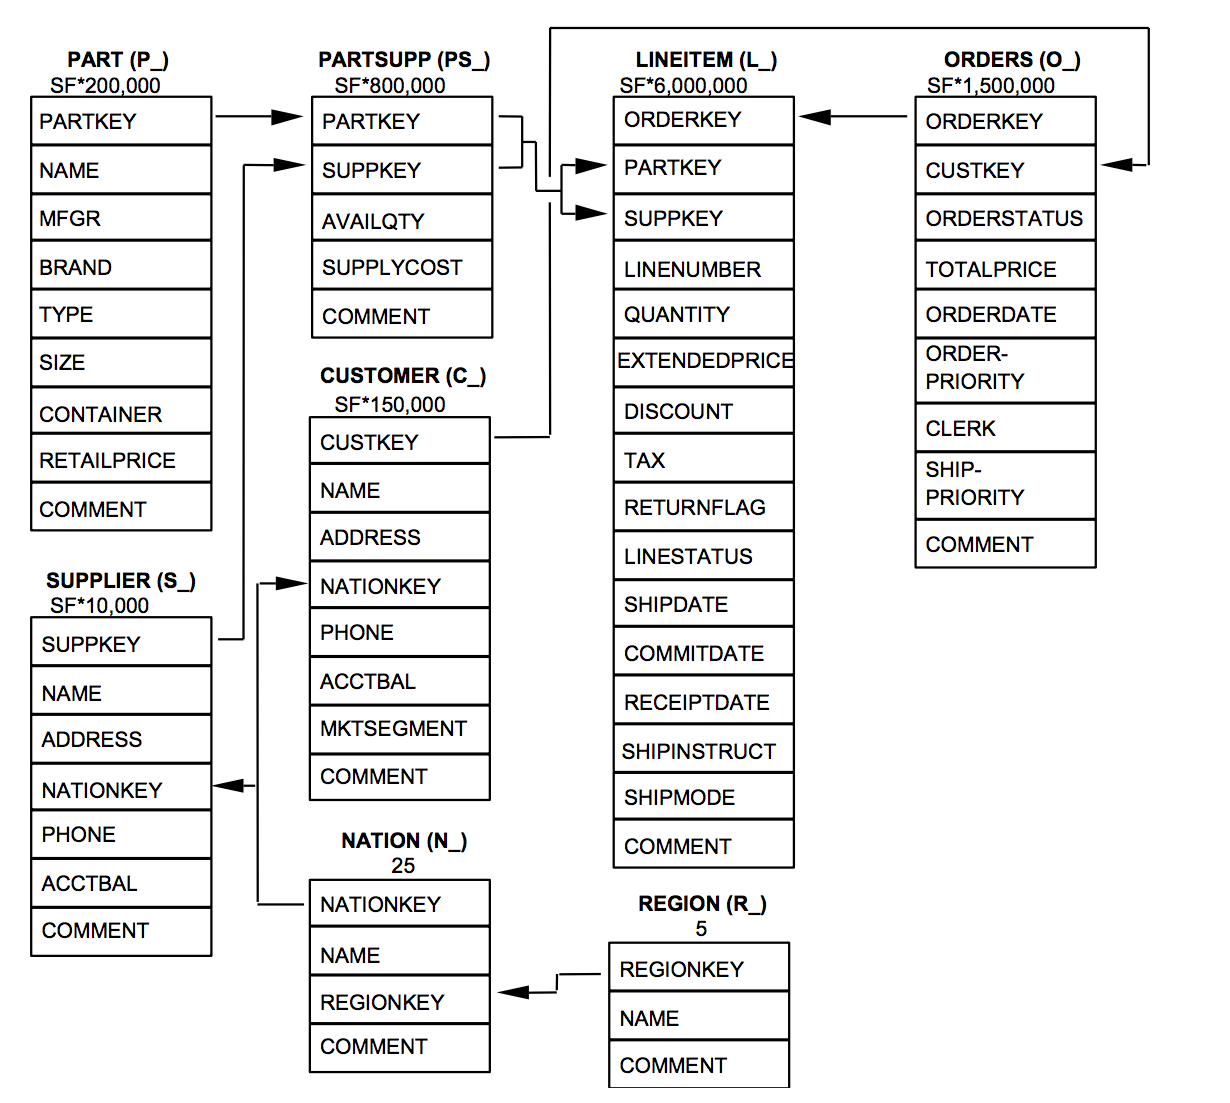 PART (P_)
SF*200,000
PARTKEY
NAME
MFGR
BRAND
TYPE
SIZE
CONTAINER
RETAILPRICE
COMMENT
SUPPLIER (S_)
SF*10,000
SUPPKEY
NAME
ADDRESS
NATIONKEY
PHONE
ACCTBAL
COMMENT
PARTSUPP (PS_)
SF*800,000
PARTKEY
SUPPKEY
AVAILQTY
SUPPLYCOST
COMMENT
CUSTOMER (C_)
SF*150,000
CUSTKEY
NAME
ADDRESS
NATIONKEY
PHONE
ACCTBAL
MKTSEGMENT
COMMENT
NATION (N_)
25
NATIONKEY
NAME
REGIONKEY
COMMENT
LINEITEM (L_)
SF*6,000,000
ORDERKEY
PARTKEY
SUPPKEY
LINENUMBER
QUANTITY
EXTENDEDPRICE
DISCOUNT
TAX
RETURNFLAG
LINESTATUS
SHIPDATE
COMMITDATE
RECEIPTDATE
SHIPINSTRUCT
SHIPMODE
COMMENT
REGION (R_)
5
REGIONKEY
NAME
COMMENT
ORDERS (O_)
SF*1,500,000
ORDERKEY
CUSTKEY
ORDERSTATUS
TOTALPRICE
ORDERDATE
ORDER-
PRIORITY
CLERK
SHIP-
PRIORITY
COMMENT